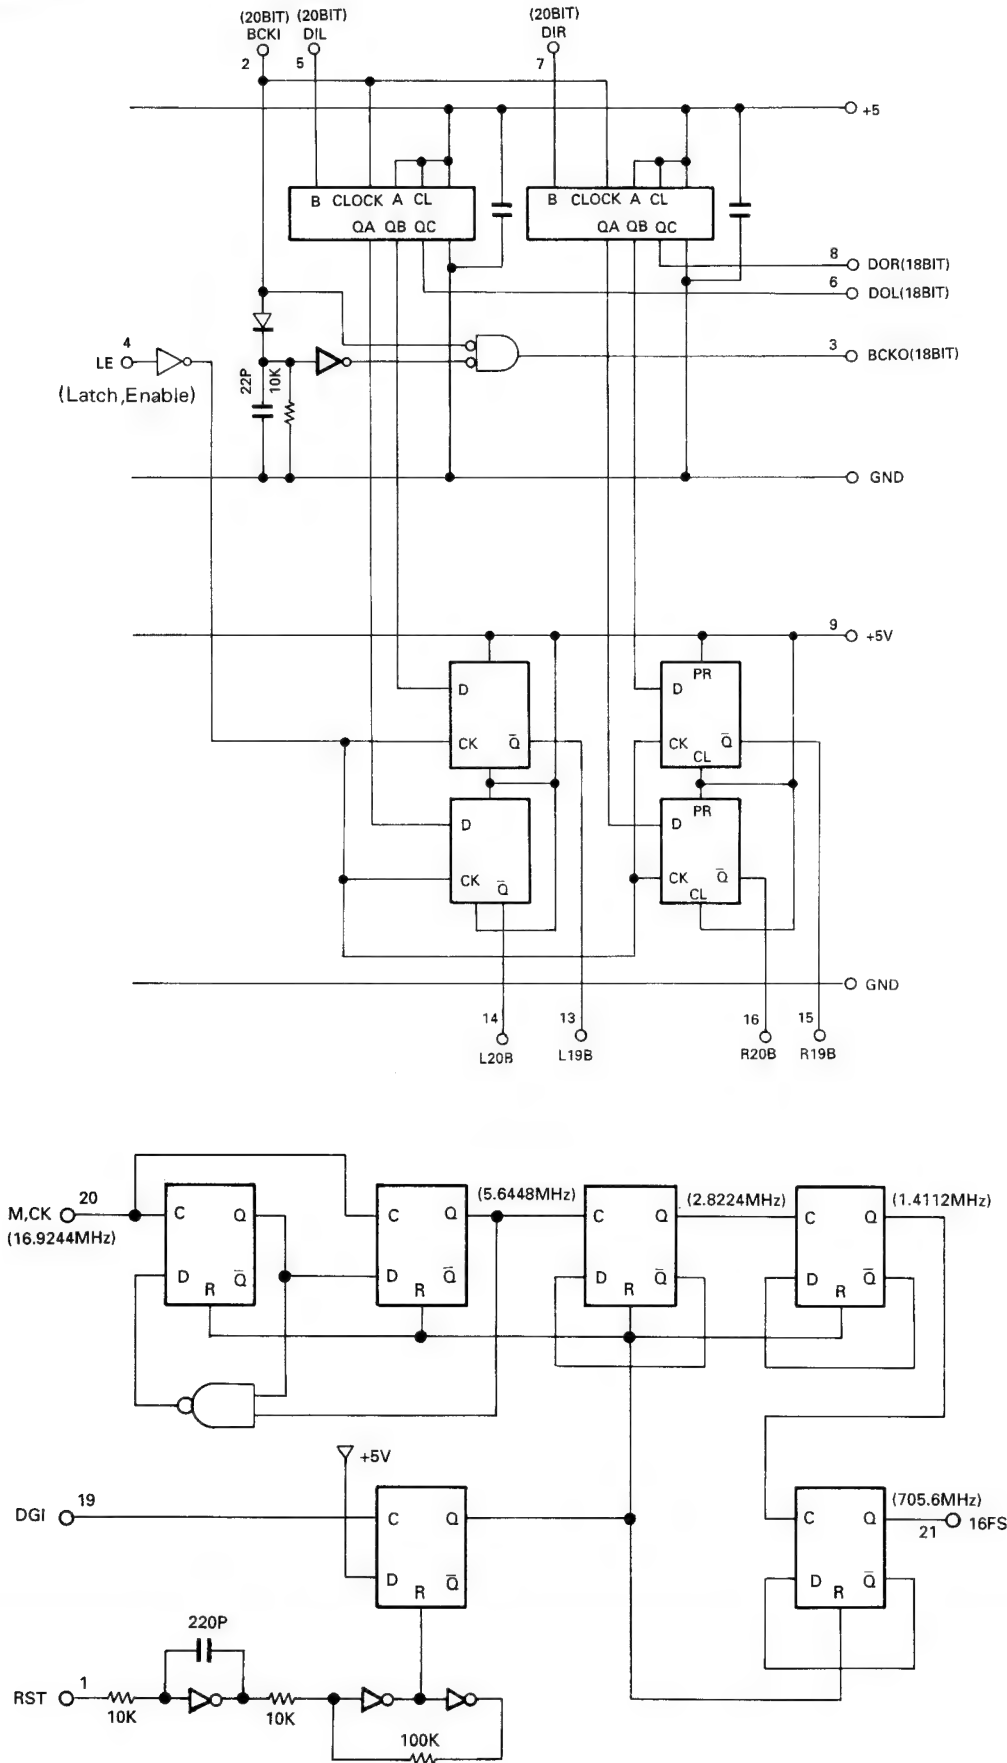 (20BIT) (20BIT) (20BIT)
BCKI DIL DIR
2 5 7
+5
B CLOCK A CL
QA QB QC
B CLOCK A CL
QA QB QC
8 DOR(18BIT)
6 DOL(18BIT)
4
LE
(Latch,Enable)
22P 10K
3 BCKO(18BIT)
GND
9 +5V
D
CK Q̅
PR
D
CK Q̅
CL
D
CK Q̅
PR
D
CK Q̅
CL
GND
14 13 16 15
L20B L19B R20B R19B
20
M,CK
(16.9244MHz)
C Q
D Q̅
R
C Q
D Q̅
R
(5.6448MHz)
C Q
D Q̅
R
(2.8224MHz)
C Q
D Q̅
R
(1.4112MHz)
+5V
19
DGI
C Q
D Q̅
R
C Q
D Q̅
R
(705.6MHz)
21 16FS
220P
1
RST
10K 10K
100K